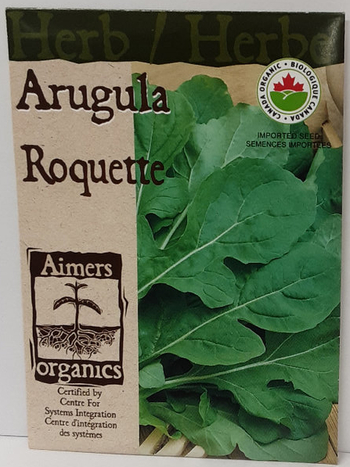 Herb / Herbe
Arugula
Roquette
CANADA ORGANIC • BIOLOGIQUE CANADA •
IMPORTED SEED
SEMENCES IMPORTÉES
Aimers
organics
Certified by
Centre For
Systems Integration
Centre d'intégration
des systèmes